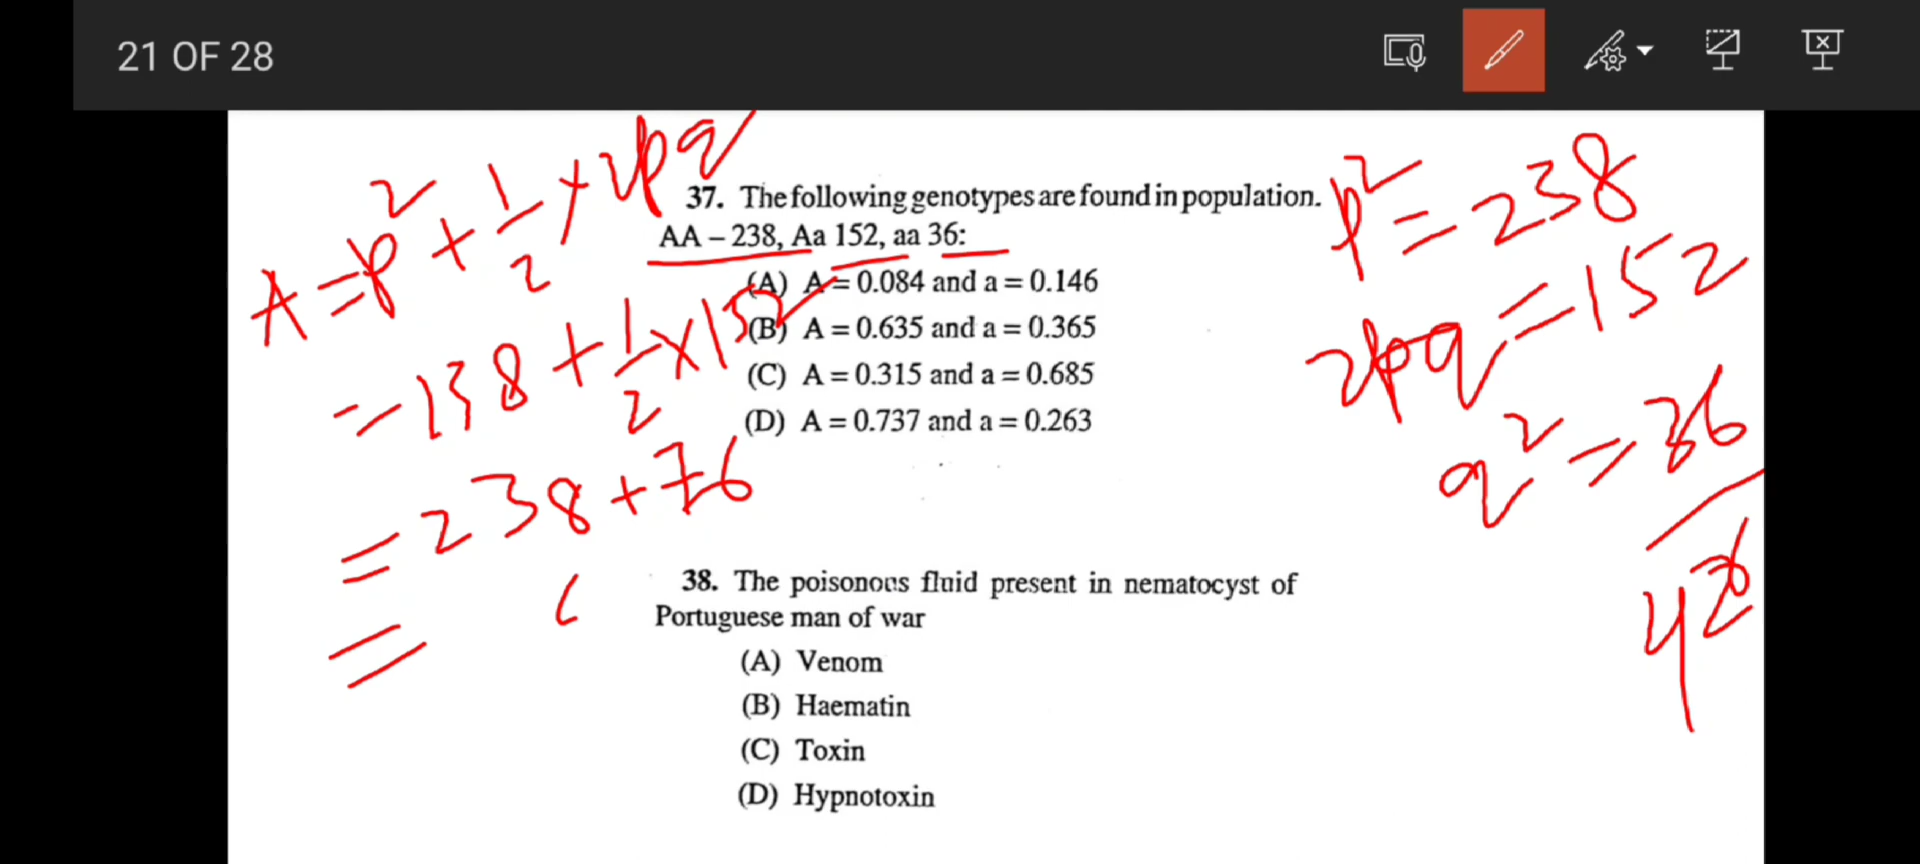 21 OF 28
37. The following genotypes are found in population.
AA – 238, Aa 152, aa 36:
(A) A = 0.084 and a = 0.146
(B) A = 0.635 and a = 0.365
(C) A = 0.315 and a = 0.685
(D) A = 0.737 and a = 0.263
A = p² + 1/2 × 2pq
= 138 + 1/2 × 152
= 238 + 76
=
p² = 238
2pq = 152
q² = 36
426
38. The poisonous fluid present in nematocyst of
Portuguese man of war
(A) Venom
(B) Haematin
(C) Toxin
(D) Hypnotoxin